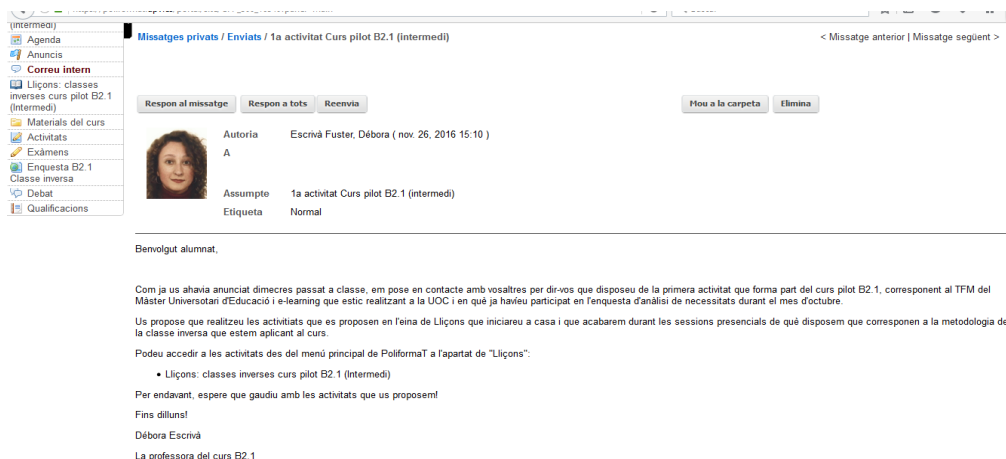 (intermedi)
Agenda
Anuncis
Correu intern
Lliçons: classes
inverses curs pilot B2.1
(Intermedi)
Materials del curs
Activitats
Exámens
Enquesta B2.1
Classe inversa
Debat
Qualificacions
Missatges privats / Enviats / 1a activitat Curs pilot B2.1 (intermedi)
< Missatge anterior | Missatge següent >
Respon al missatge Respon a tots Reenvia Mou a la carpeta Elimina
Autoria Escrivà Fuster, Débora ( nov. 26, 2016 15:10 )
A
Assumpte 1a activitat Curs pilot B2.1 (intermedi)
Etiqueta Normal
Benvolgut alumnat,
Com ja us ahavia anunciat dimecres passat a classe, em pose en contacte amb vosaltres per dir-vos que disposeu de la primera activitat que forma part del curs pilot B2.1, corresponent al TFM del
Màster Universotari d'Educació i e-learning que estic realitzant a la UOC i en què ja havíeu participat en l'enquesta d'anàlisi de necessitats durant el mes d'octubre.
Us propose que realitzeu les activitiats que es proposen en l'eina de Lliçons que iniciareu a casa i que acabarem durant les sessions presencials de què disposem que corresponen a la metodologia de
la classe inversa que estem aplicant al curs.
Podeu accedir a les activitats des del menú principal de PoliformaT a l'apartat de "Lliçons":
• Lliçons: classes inverses curs pilot B2.1 (Intermedi)
Per endavant, espere que gaudiu amb les activitats que us proposem!
Fins dilluns!
Débora Escrivà
La professora del curs B2.1